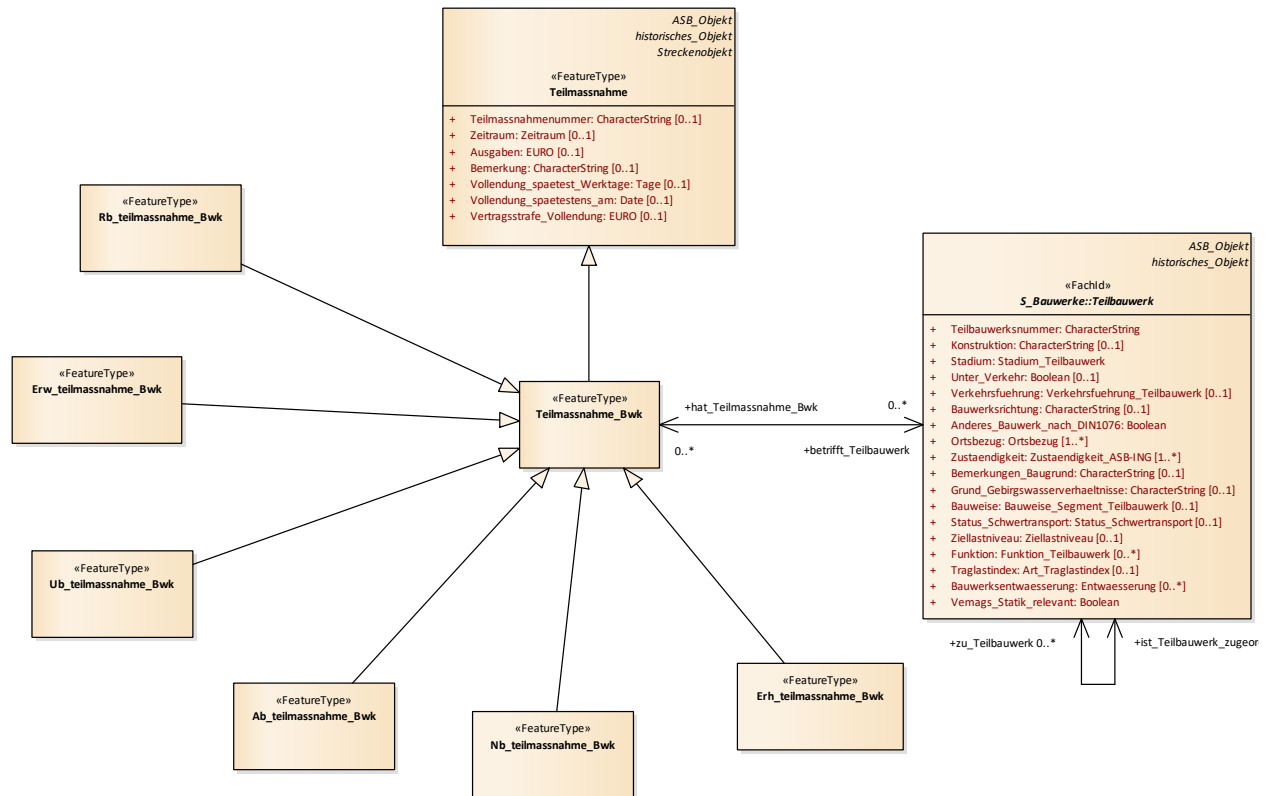 ASB_Objekt
historisches_Objekt
Streckenobjekt
«FeatureType»
Teilmassnahme
+ Teilmassnahmenummer: CharacterString [0..1]
+ Zeitraum: Zeitraum [0..1]
+ Ausgaben: EURO [0..1]
+ Bemerkung: CharacterString [0..1]
+ Vollendung_spaetest_Werktage: Tage [0..1]
+ Vollendung_spaetestens_am: Date [0..1]
+ Vertragsstrafe_Vollendung: EURO [0..1]
«FeatureType»
Rb_teilmassnahme_Bwk
ASB_Objekt
historisches_Objekt
«FachId»
S_Bauwerke::Teilbauwerk
+ Teilbauwerksnummer: CharacterString
+ Konstruktion: CharacterString [0..1]
+ Stadium: Stadium_Teilbauwerk
+ Unter_Verkehr: Boolean [0..1]
+ Verkehrsfuehrung: Verkehrsfuehrung_Teilbauwerk [0..1]
+ Bauwerksrichtung: CharacterString [0..1]
+ Anderes_Bauwerk_nach_DIN1076: Boolean
+ Ortsbezug: Ortsbezug [1..*]
+ Zustaendigkeit: Zustaendigkeit_ASB-ING [1..*]
+ Bemerkungen_Baugrund: CharacterString [0..1]
+ Grund_Gebirgswasserverhaeltnisse: CharacterString [0..1]
+ Bauweise: Bauweise_Segment_Teilbauwerk [0..1]
+ Status_Schwertransport: Status_Schwertransport [0..1]
+ Ziellastniveau: Ziellastniveau [0..1]
+ Funktion: Funktion_Teilbauwerk [0..*]
+ Traglastindex: Art_Traglastindex [0..1]
+ Bauwerksentwaesserung: Entwaesserung [0..*]
+ Vemags_Statik_relevant: Boolean
«FeatureType»
Erw_teilmassnahme_Bwk
«FeatureType»
Teilmassnahme_Bwk
+hat_Teilmassnahme_Bwk 0..*
0..* +betrifft_Teilbauwerk
«FeatureType»
Ub_teilmassnahme_Bwk
+zu_Teilbauwerk 0..* +ist_Teilbauwerk_zugeor
«FeatureType»
Ab_teilmassnahme_Bwk
«FeatureType»
Nb_teilmassnahme_Bwk
«FeatureType»
Erh_teilmassnahme_Bwk